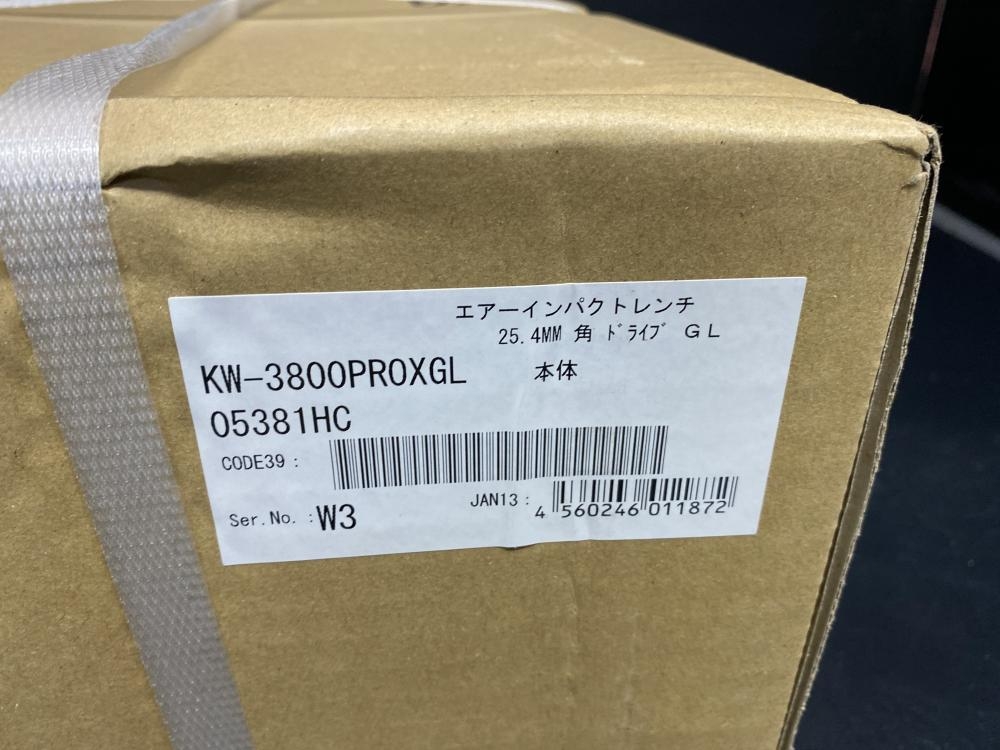 エアーインパクトレンチ
25.4MM 角 ﾄﾞﾗｲﾌﾞ ＧＬ
KW-3800PROXGL 本体
05381HC
CODE39 :
Ser.No. : W3
JAN13 : 4 560246 011872